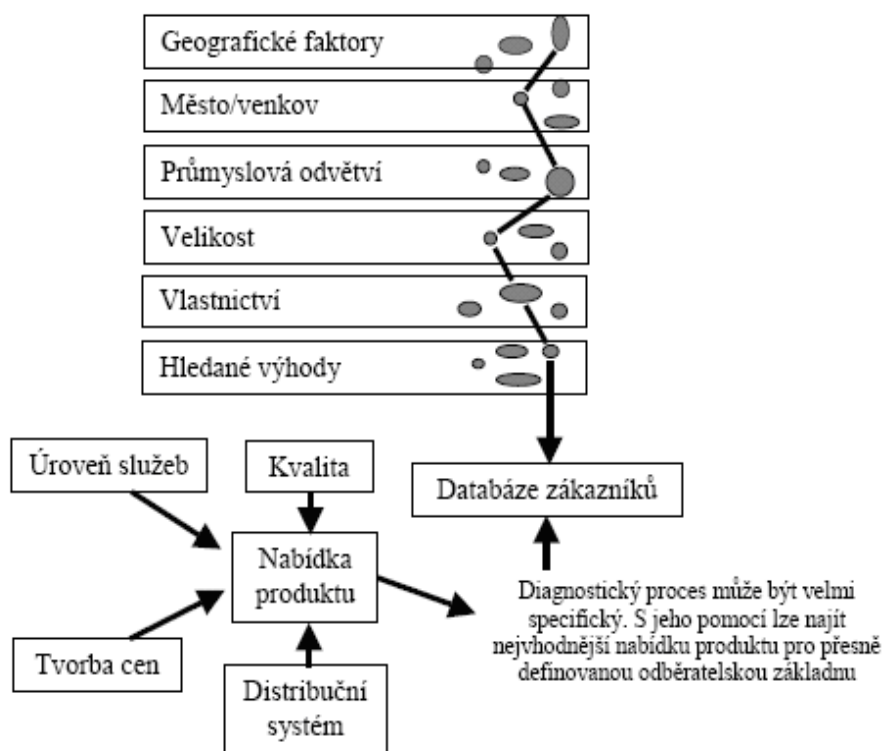 Geografické faktory
Město/venkov
Průmyslová odvětví
Velikost
Vlastnictví
Hledané výhody
Úroveň služeb
Kvalita
Databáze zákazníků
Nabídka
produktu
Tvorba cen
Distribuční
systém
Diagnostický proces může být velmi
specifický. S jeho pomocí lze najít
nejvhodnější nabídku produktu pro přesně
definovanou odběratelskou základnu